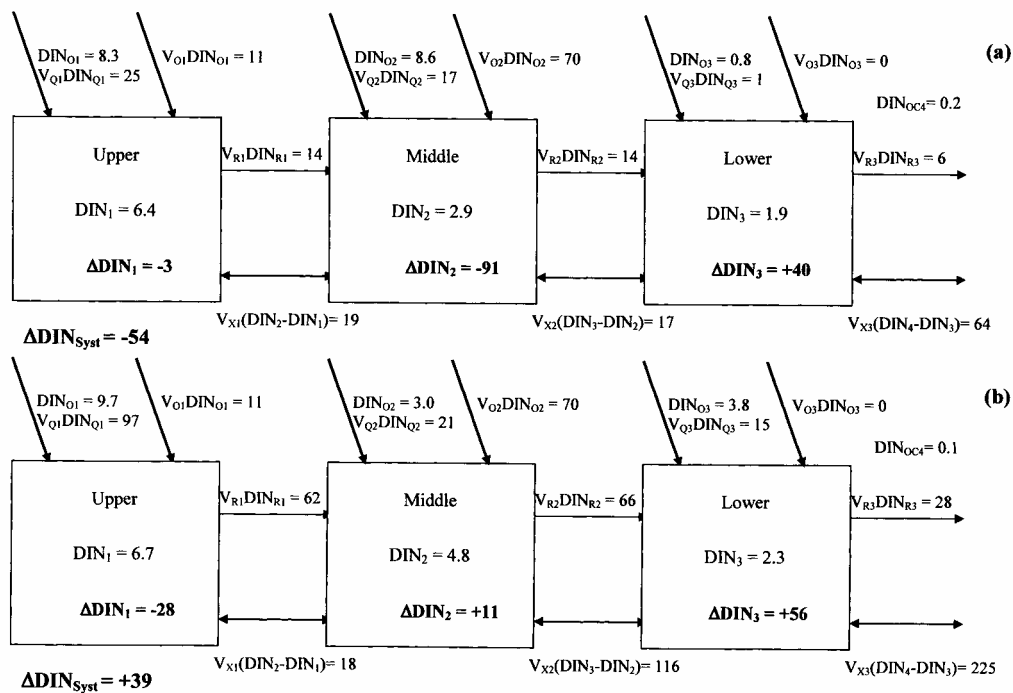 DIN_O1 = 8.3
V_Q1DIN_Q1 = 25
V_O1DIN_O1 = 11
DIN_O2 = 8.6
V_Q2DIN_Q2 = 17
V_O2DIN_O2 = 70
DIN_O3 = 0.8
V_Q3DIN_Q3 = 1
V_O3DIN_O3 = 0
(a)
DIN_OC4 = 0.2
Upper
Middle
Lower
V_R1DIN_R1 = 14
V_R2DIN_R2 = 14
V_R3DIN_R3 = 6
DIN_1 = 6.4
DIN_2 = 2.9
DIN_3 = 1.9
ΔDIN_1 = -3
ΔDIN_2 = -91
ΔDIN_3 = +40
V_X1(DIN_2-DIN_1)= 19
V_X2(DIN_3-DIN_2)= 17
V_X3(DIN_4-DIN_3)= 64
ΔDIN_Syst = -54
DIN_O1 = 9.7
V_Q1DIN_Q1 = 97
V_O1DIN_O1 = 11
DIN_O2 = 3.0
V_Q2DIN_Q2 = 21
V_O2DIN_O2 = 70
DIN_O3 = 3.8
V_Q3DIN_Q3 = 15
V_O3DIN_O3 = 0
(b)
DIN_OC4 = 0.1
Upper
Middle
Lower
V_R1DIN_R1 = 62
V_R2DIN_R2 = 66
V_R3DIN_R3 = 28
DIN_1 = 6.7
DIN_2 = 4.8
DIN_3 = 2.3
ΔDIN_1 = -28
ΔDIN_2 = +11
ΔDIN_3 = +56
V_X1(DIN_2-DIN_1)= 18
V_X2(DIN_3-DIN_2)= 116
V_X3(DIN_4-DIN_3)= 225
ΔDIN_Syst = +39